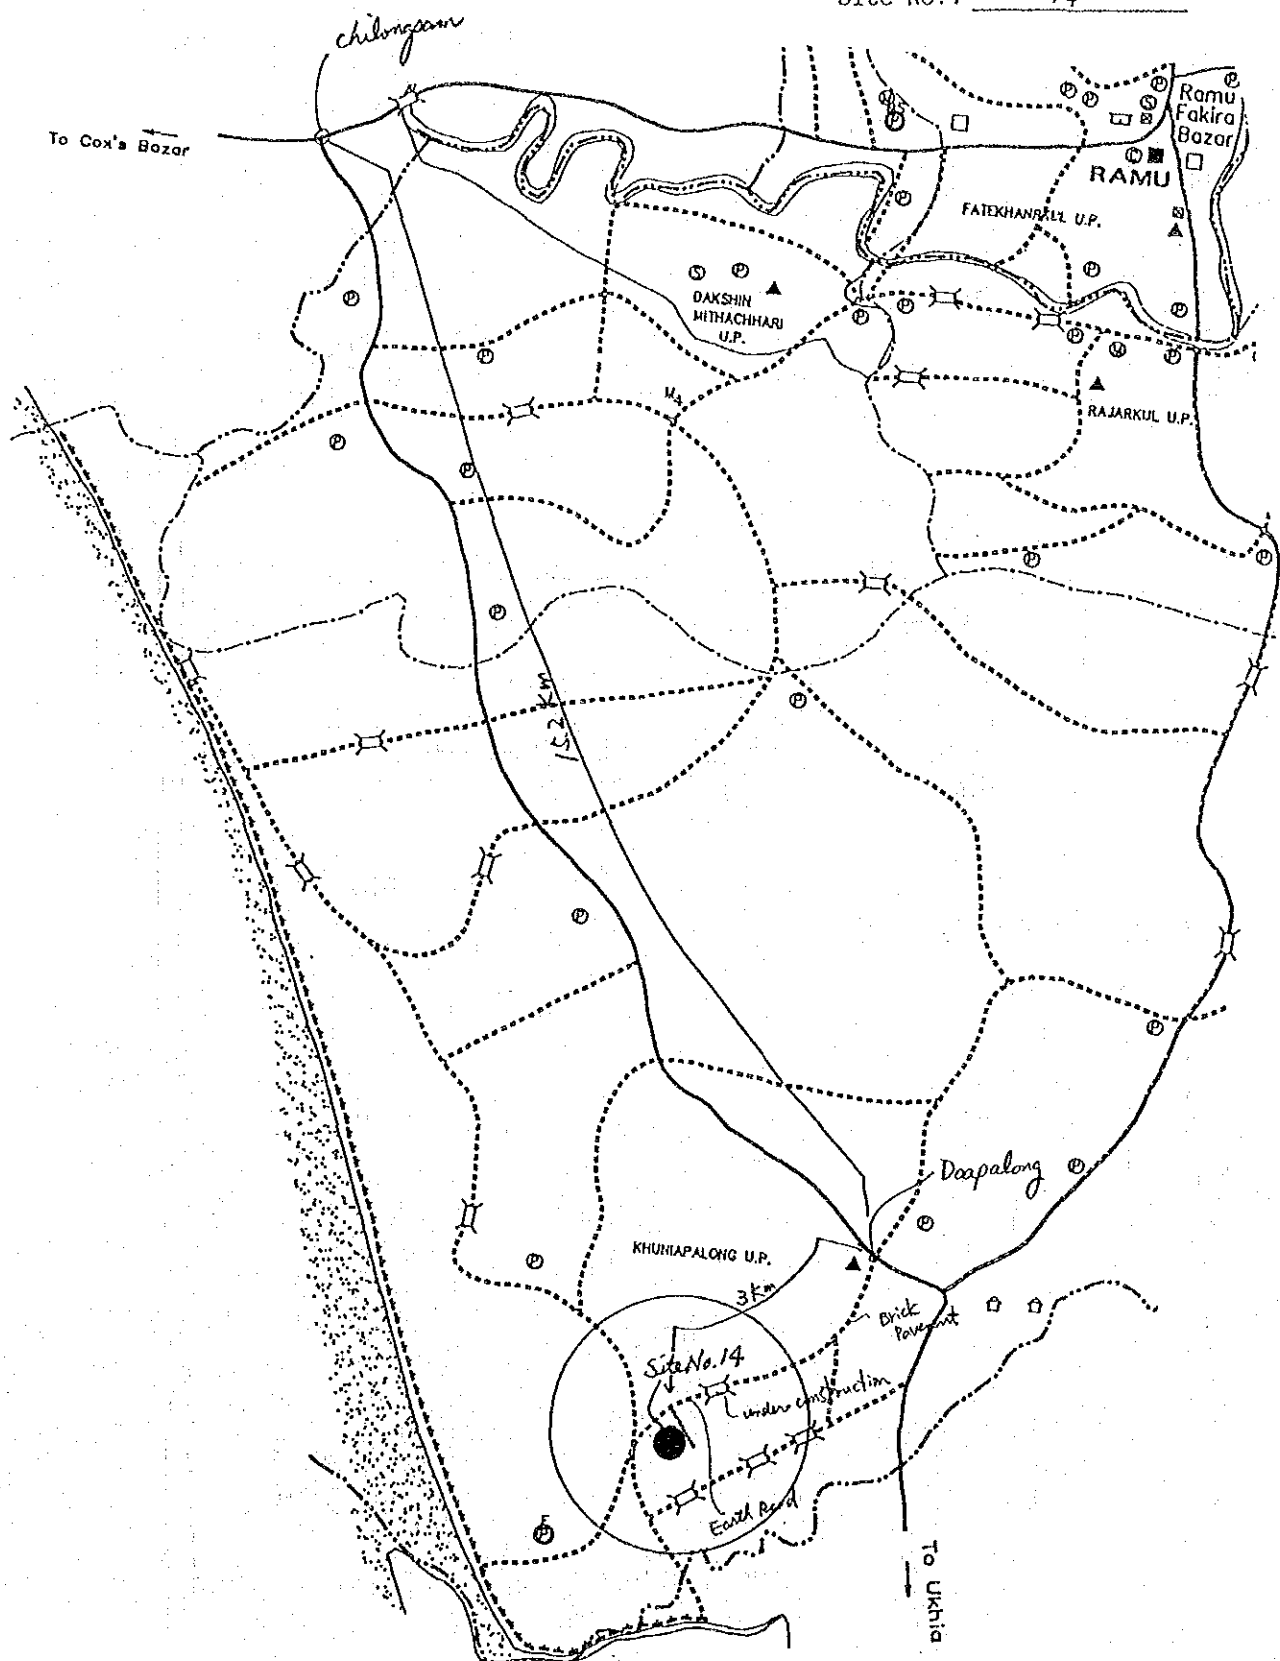 Site No.: 14
chilongsam
To Cox's Bazar
Ramu
Fakira
Bazar
RAMU
FATEKHANRKUL U.P.
DAKSHIN
MITHACHHARI
U.P.
RAJARKUL U.P.
15.2 Km
Doapalong
KHUNIAPALONG U.P.
3 Km
Brick
Pavement
Site No. 14
under construction
Earth Road
To Ukhia